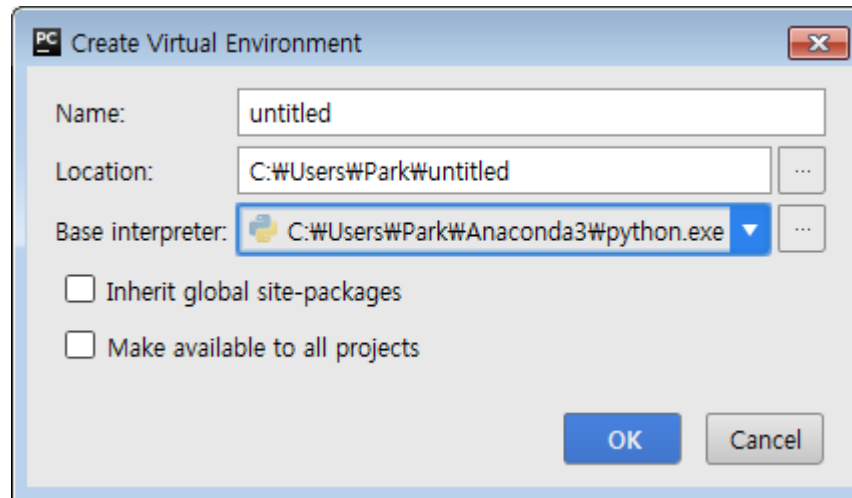 PC Create Virtual Environment
Name: untitled
Location: C:₩Users₩Park₩untitled ...
Base interpreter: C:₩Users₩Park₩Anaconda3₩python.exe ...
Inherit global site-packages
Make available to all projects
OK Cancel